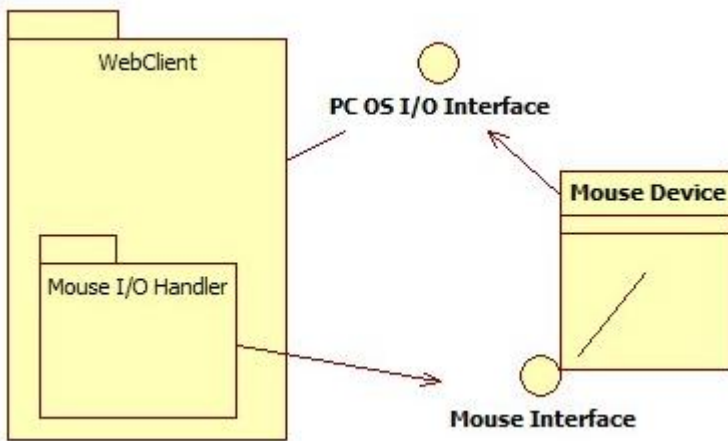 WebClient
PC OS I/O Interface
Mouse Device
Mouse I/O Handler
Mouse Interface